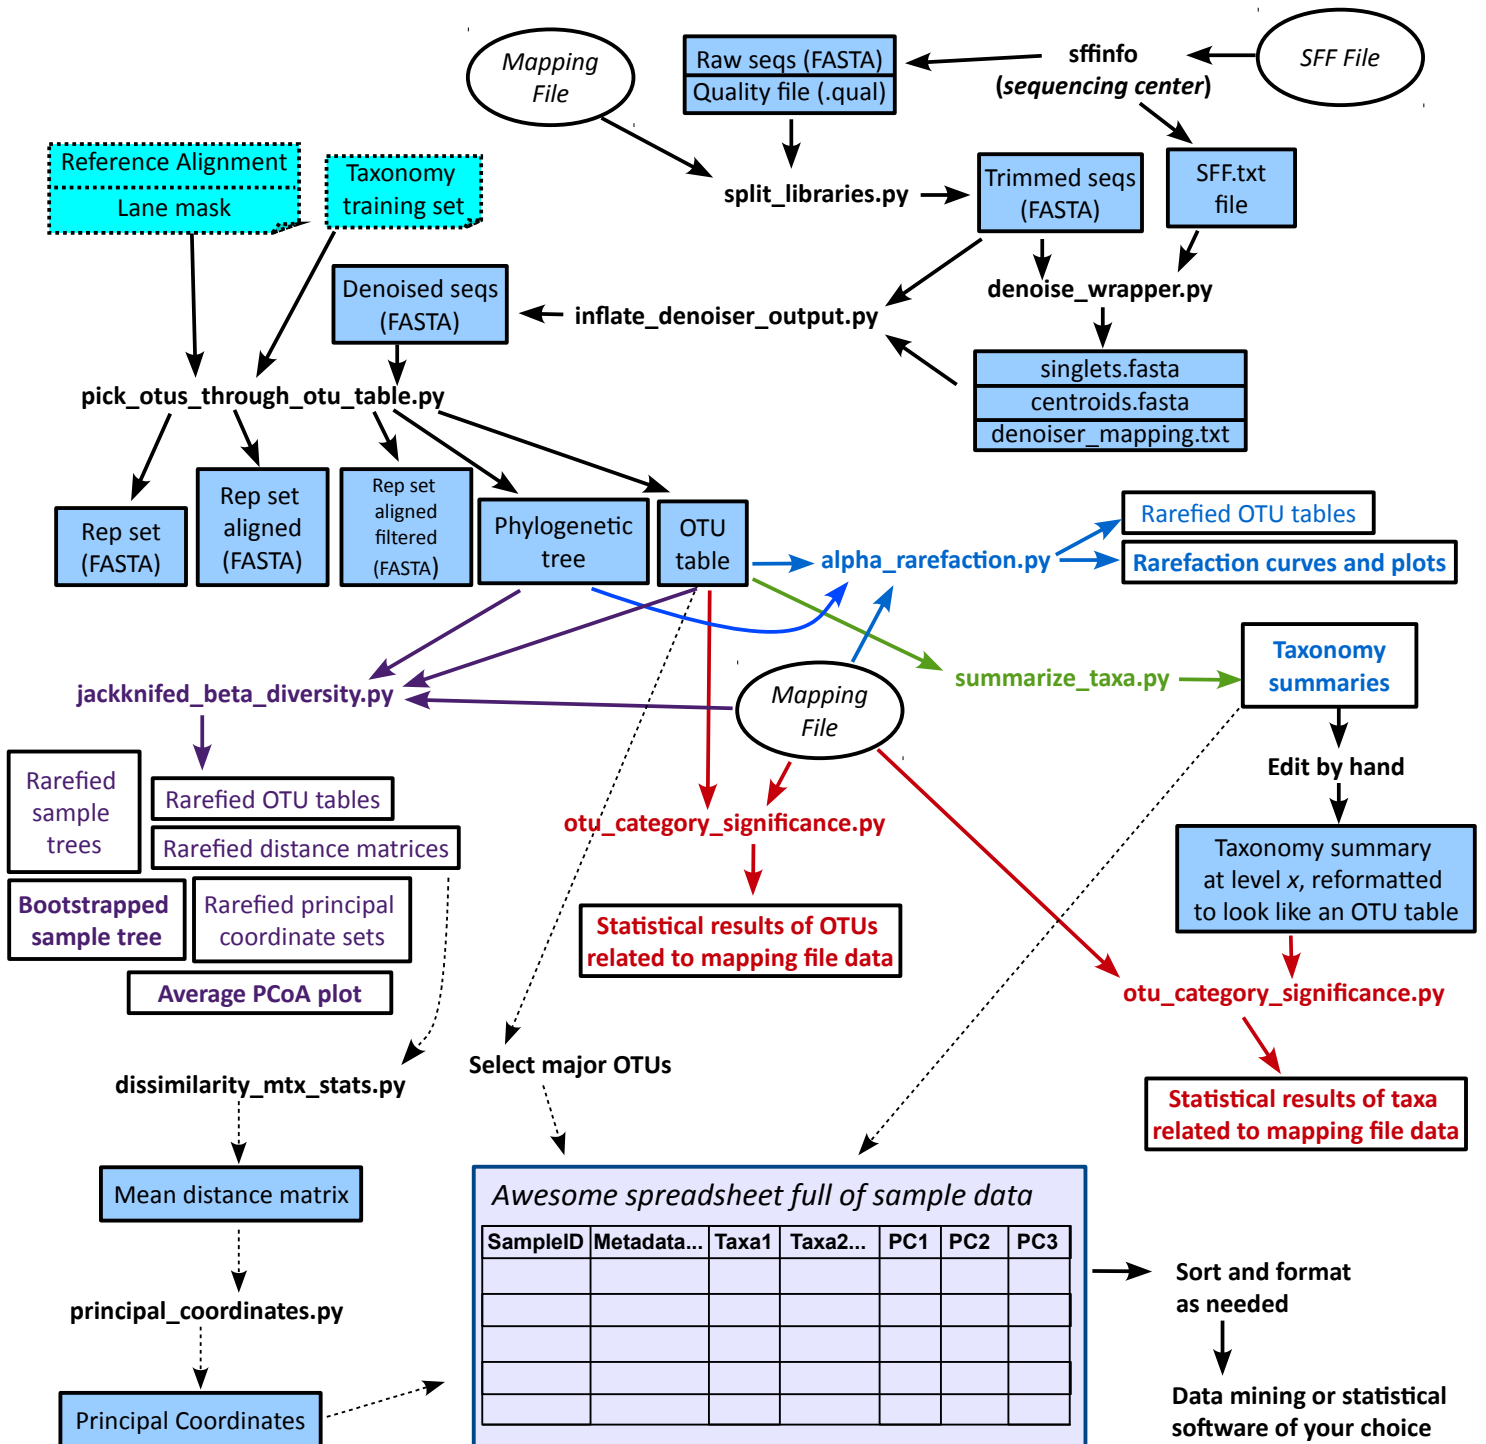 Mapping
File
Raw seqs (FASTA)
Quality file (.qual)
sffinfo
(sequencing center)
SFF File
Reference Alignment
Lane mask
Taxonomy
training set
split_libraries.py
Trimmed seqs
(FASTA)
SFF.txt
file
Denoised seqs
(FASTA)
inflate_denoiser_output.py
denoise_wrapper.py
singlets.fasta
centroids.fasta
denoiser_mapping.txt
pick_otus_through_otu_table.py
Rep set
(FASTA)
Rep set
aligned
(FASTA)
Rep set
aligned
filtered
(FASTA)
Phylogenetic
tree
OTU
table
alpha_rarefaction.py
Rarefied OTU tables
Rarefaction curves and plots
jackknifed_beta_diversity.py
Mapping
File
summarize_taxa.py
Taxonomy
summaries
Edit by hand
Rarefied
sample
trees
Rarefied OTU tables
Rarefied distance matrices
Bootstrapped
sample tree
Rarefied principal
coordinate sets
Average PCoA plot
otu_category_significance.py
Statistical results of OTUs
related to mapping file data
Taxonomy summary
at level x, reformatted
to look like an OTU table
otu_category_significance.py
Statistical results of taxa
related to mapping file data
Select major OTUs
dissimilarity_mtx_stats.py
Mean distance matrix
principal_coordinates.py
Principal Coordinates
Awesome spreadsheet full of sample data
SampleID Metadata... Taxa1 Taxa2... PC1 PC2 PC3
Sort and format
as needed
Data mining or statistical
software of your choice